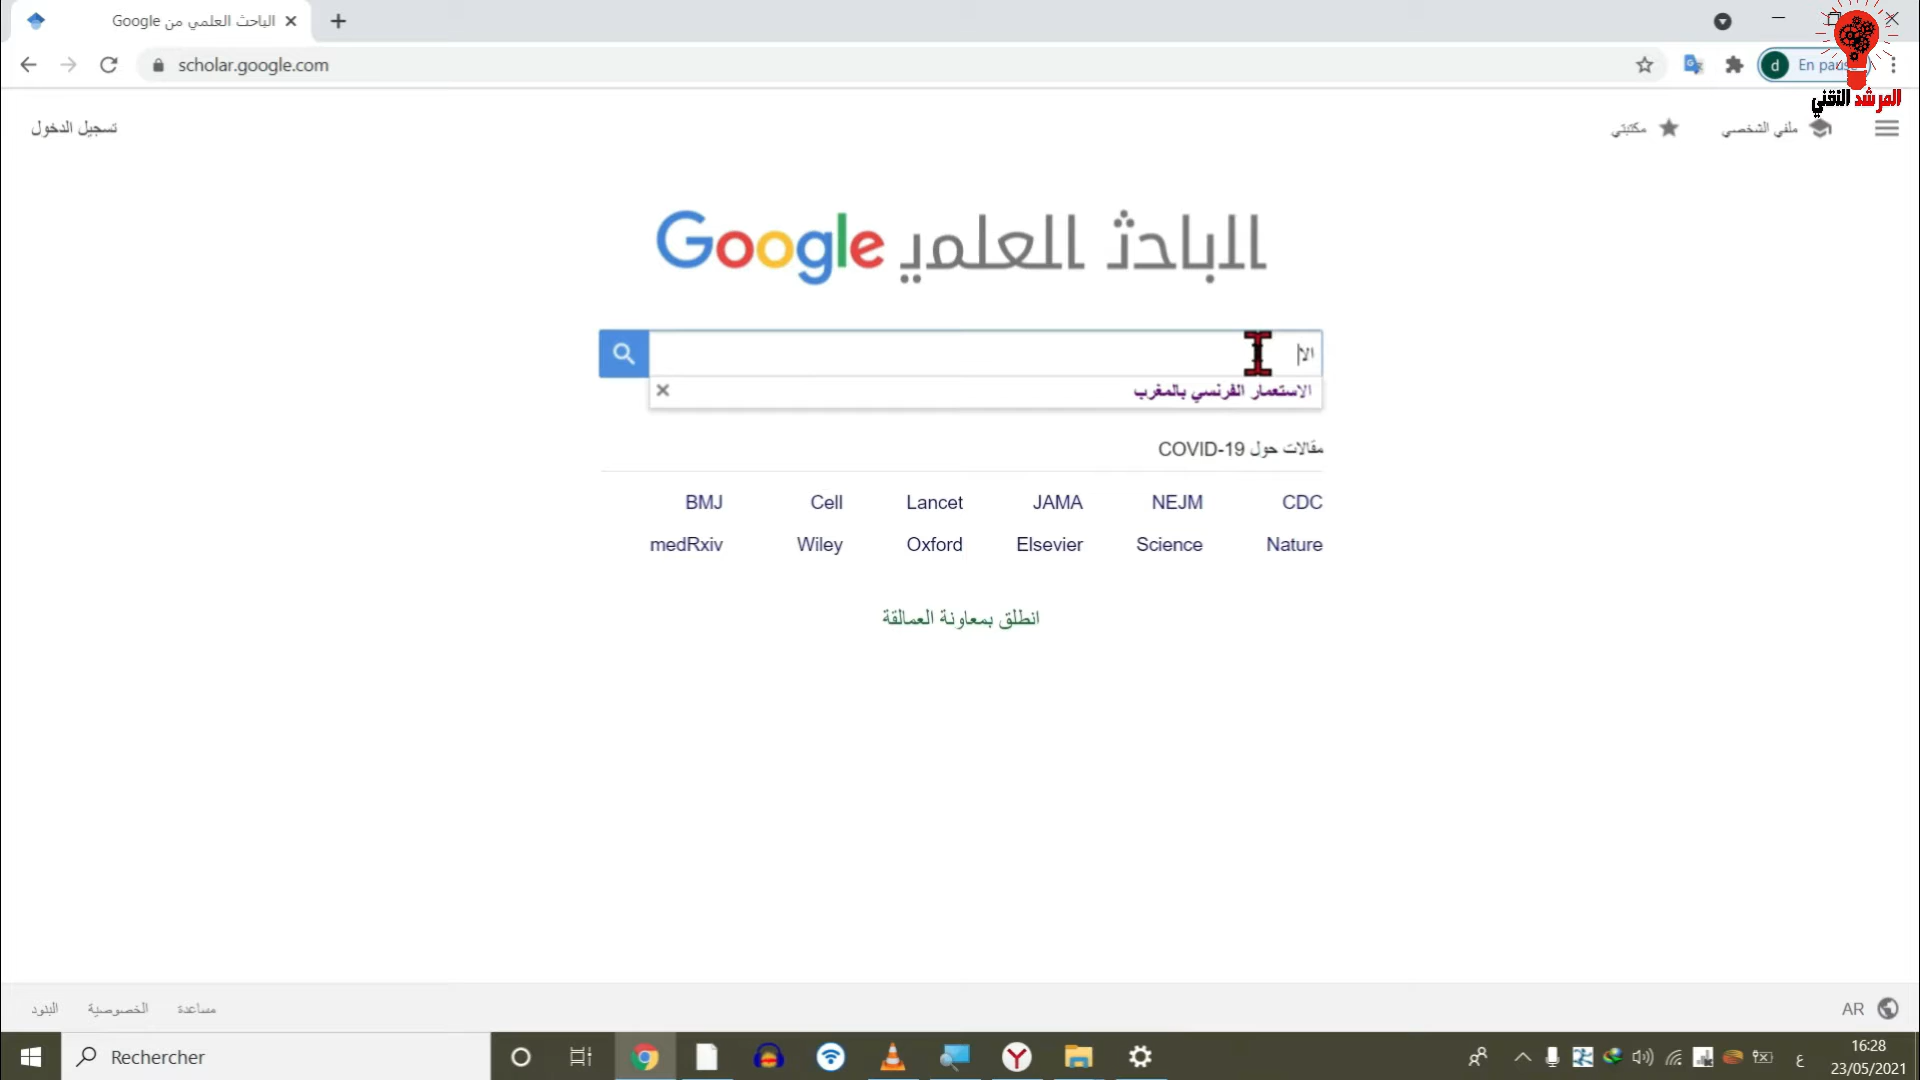 الباحث العلمي من Google
scholar.google.com
En pause
المرشد التقني
ملفي الشخصي
مكتبتي
تسجيل الدخول
الباحث العلمي Google
الا
الاستعمار الفرنسي بالمغرب
مقالات حول COVID-19
CDC NEJM JAMA Lancet Cell BMJ
Nature Science Elsevier Oxford Wiley medRxiv
انطلق بمعاونة العمالقة
AR
مساعدة الخصوصية البنود
Rechercher
ع
16:28
23/05/2021